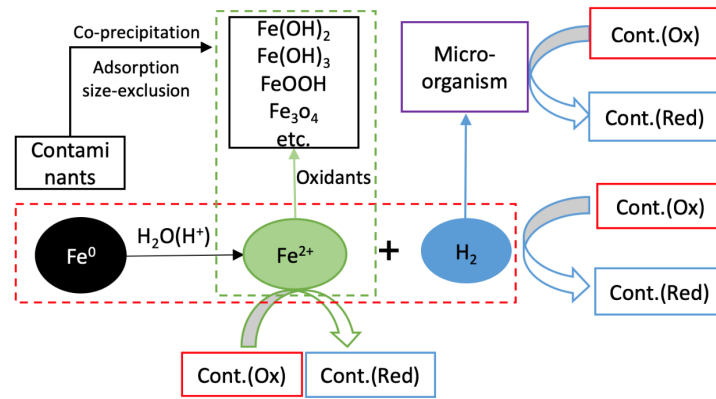 Co-precipitation
Adsorption
size-exclusion
Contami
nants
Fe(OH)₂
Fe(OH)₃
FeOOH
Fe₃o₄
etc.
Oxidants
Micro-
organism
Cont.(Ox)
Cont.(Red)
Fe⁰
H₂O(H⁺)
Fe²⁺
+
H₂
Cont.(Ox)
Cont.(Red)
Cont.(Ox)
Cont.(Red)